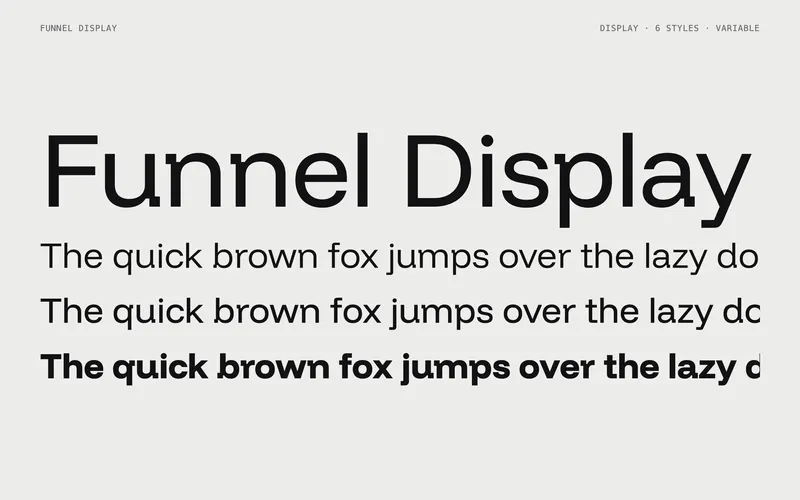 FUNNEL DISPLAY
DISPLAY · 6 STYLES · VARIABLE
Funnel Display
The quick brown fox jumps over the lazy do
The quick brown fox jumps over the lazy do
The quick brown fox jumps over the lazy d